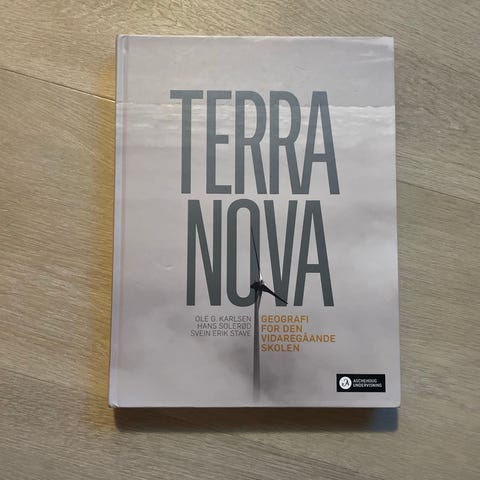 TERRA
NOVA
OLE G. KARLSEN
HANS SOLERØD
SVEIN ERIK STAVE
GEOGRAFI
FOR DEN
VIDAREGÅANDE
SKOLEN
ASCHEHOUG
UNDERVISNING